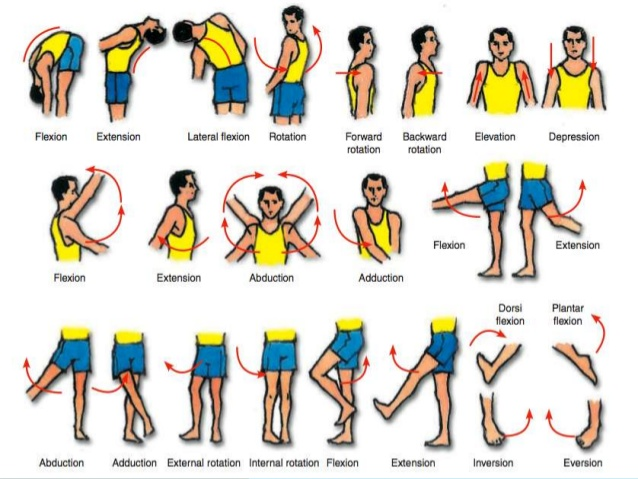 Flexion
Extension
Lateral flexion
Rotation
Forward
rotation
Backward
rotation
Elevation
Depression
Flexion
Extension
Abduction
Adduction
Flexion
Extension
Dorsi
flexion
Plantar
flexion
Abduction
Adduction
External rotation
Internal rotation
Flexion
Extension
Inversion
Eversion